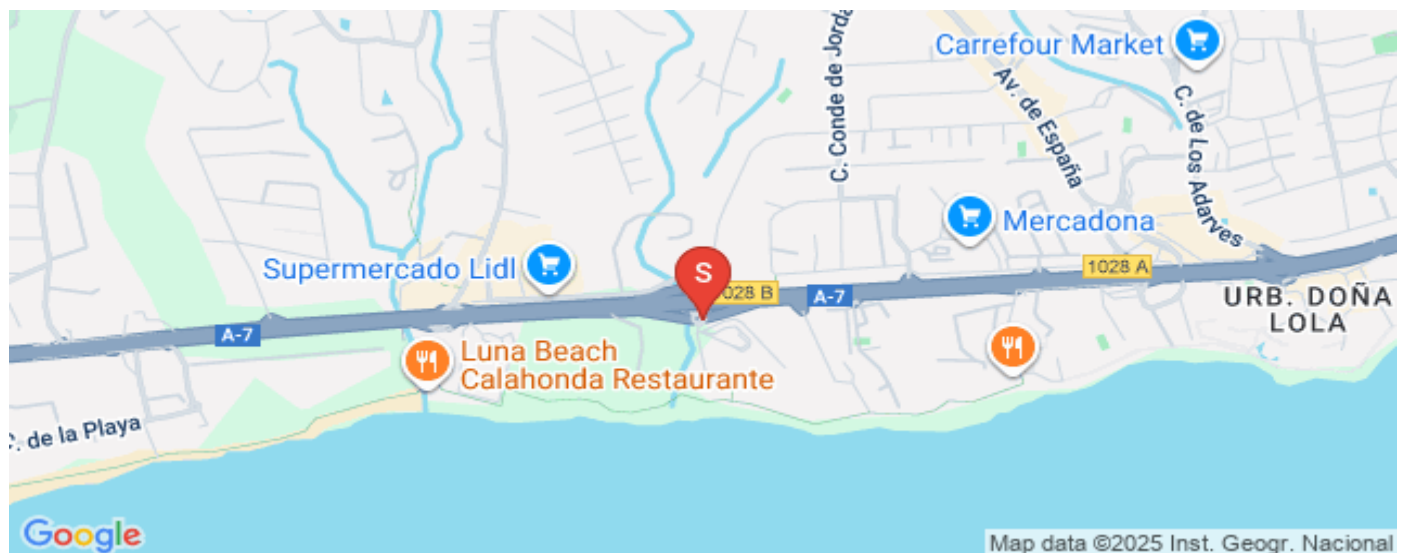 Carrefour Market
C. Conde de Jorda
Av. de España
C. de Los Adarves
Mercadona
Supermercado Lidl
S
1028 A
028 B
A-7
URB. DOÑA
LOLA
A-7
Luna Beach
Calahonda Restaurante
C. de la Playa
Google
Map data ©2025 Inst. Geogr. Nacional